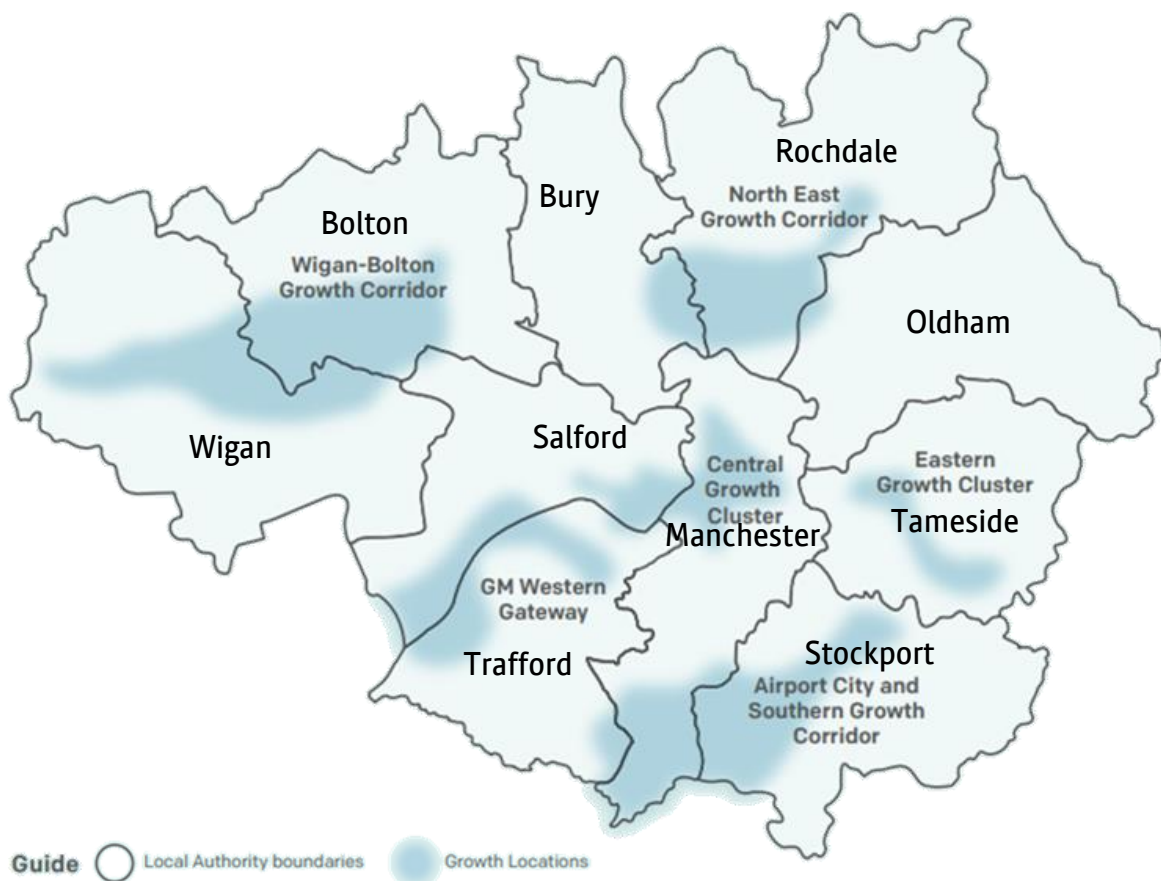 Rochdale
North East
Growth Corridor
Bury
Bolton
Wigan-Bolton
Growth Corridor
Oldham
Wigan
Salford
Central
Growth
Cluster
Manchester
Eastern
Growth Cluster
Tameside
GM Western
Gateway
Trafford
Stockport
Airport City and
Southern Growth
Corridor
Guide
Local Authority boundaries
Growth Locations